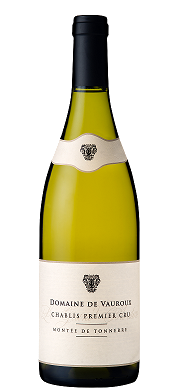 DOMAINE DE VAUROUX
CHABLIS PREMIER CRU
MONTÉE DE TONNERRE